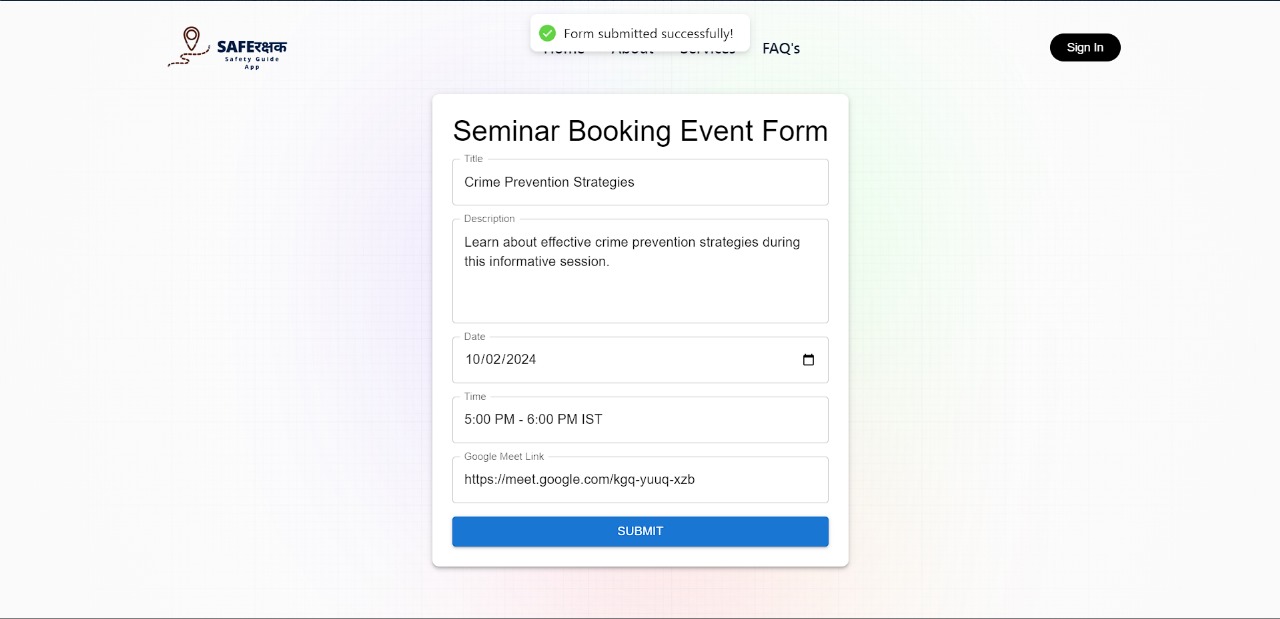 Form submitted successfully!
SAFEरक्षक
Safety Guide
App
Home About Services FAQ's
Sign In
Seminar Booking Event Form
Title
Crime Prevention Strategies
Description
Learn about effective crime prevention strategies during
this informative session.
Date
10/02/2024
Time
5:00 PM - 6:00 PM IST
Google Meet Link
https://meet.google.com/kgq-yuuq-xzb
SUBMIT